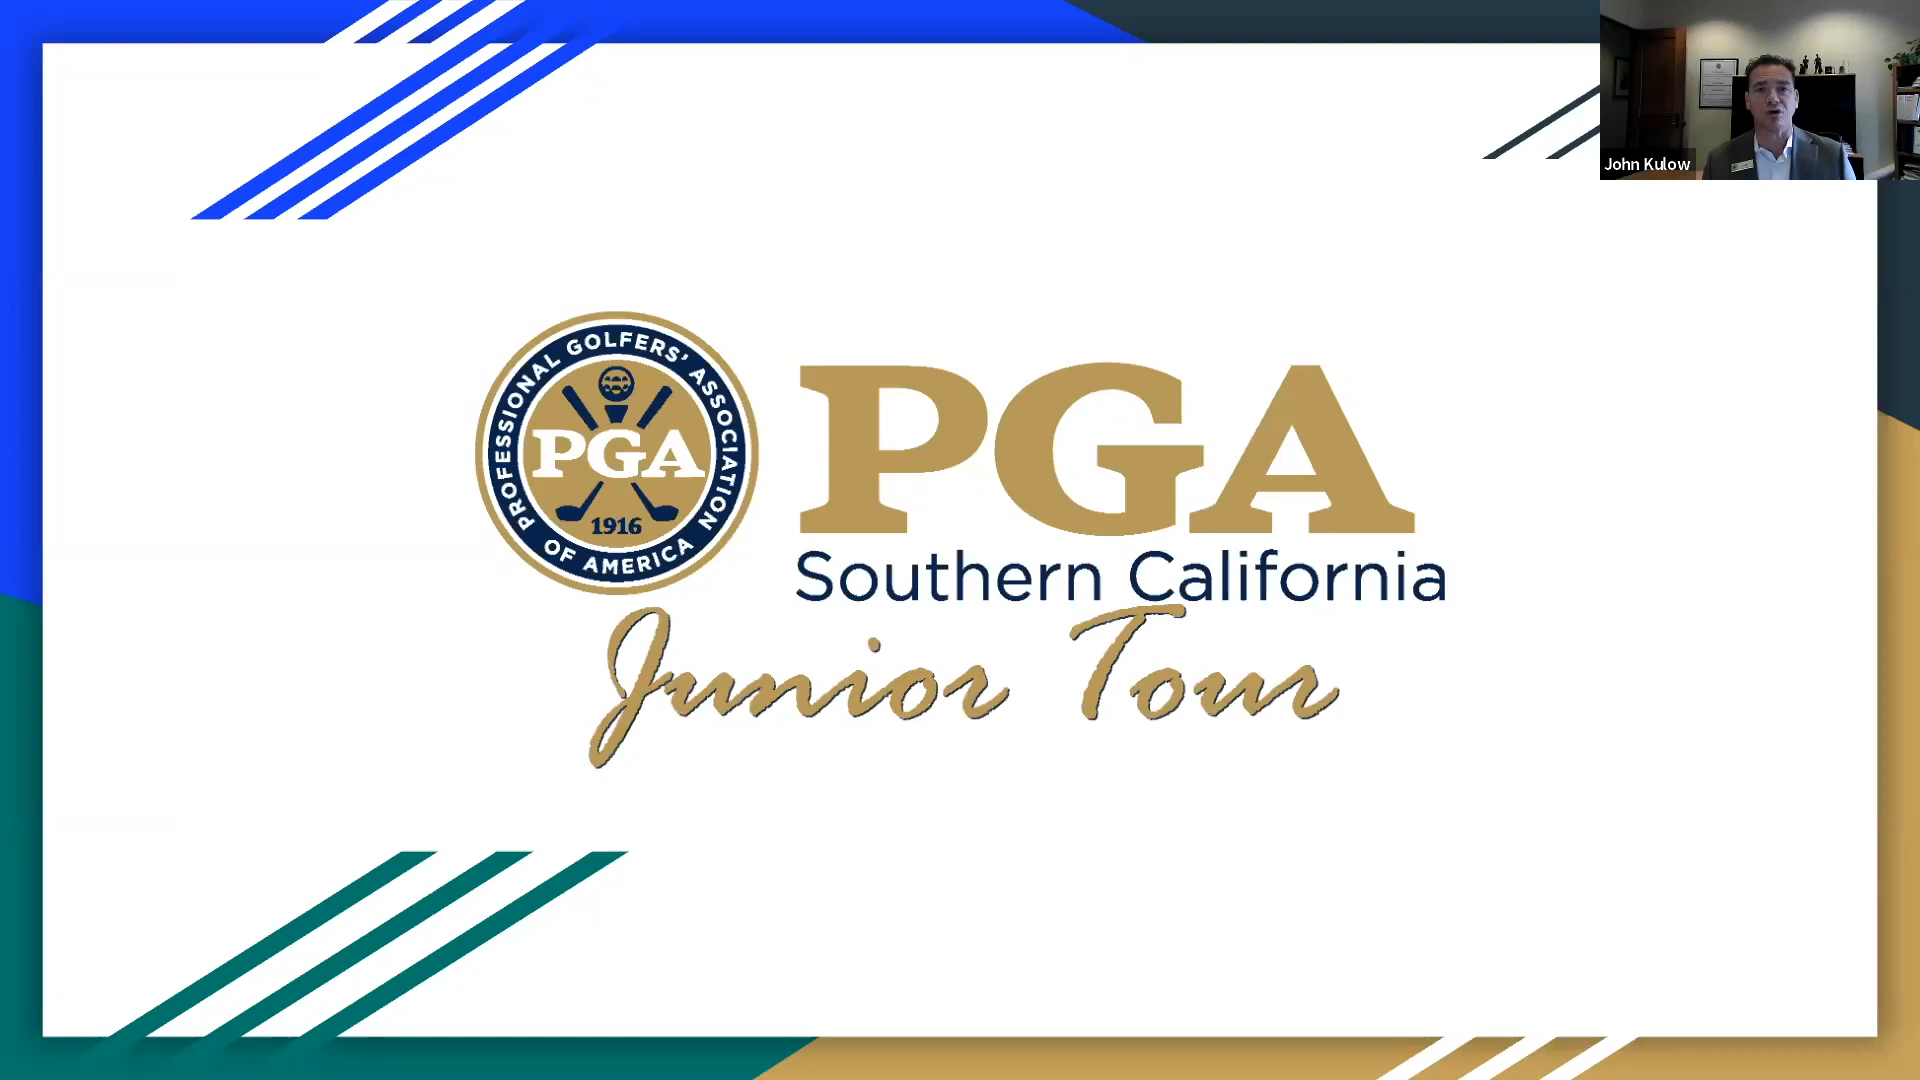 PROFESSIONAL GOLFERS' ASSOCIATION
OF AMERICA
PGA
1916
PGA
Southern California
Junior Tour
John Kulow